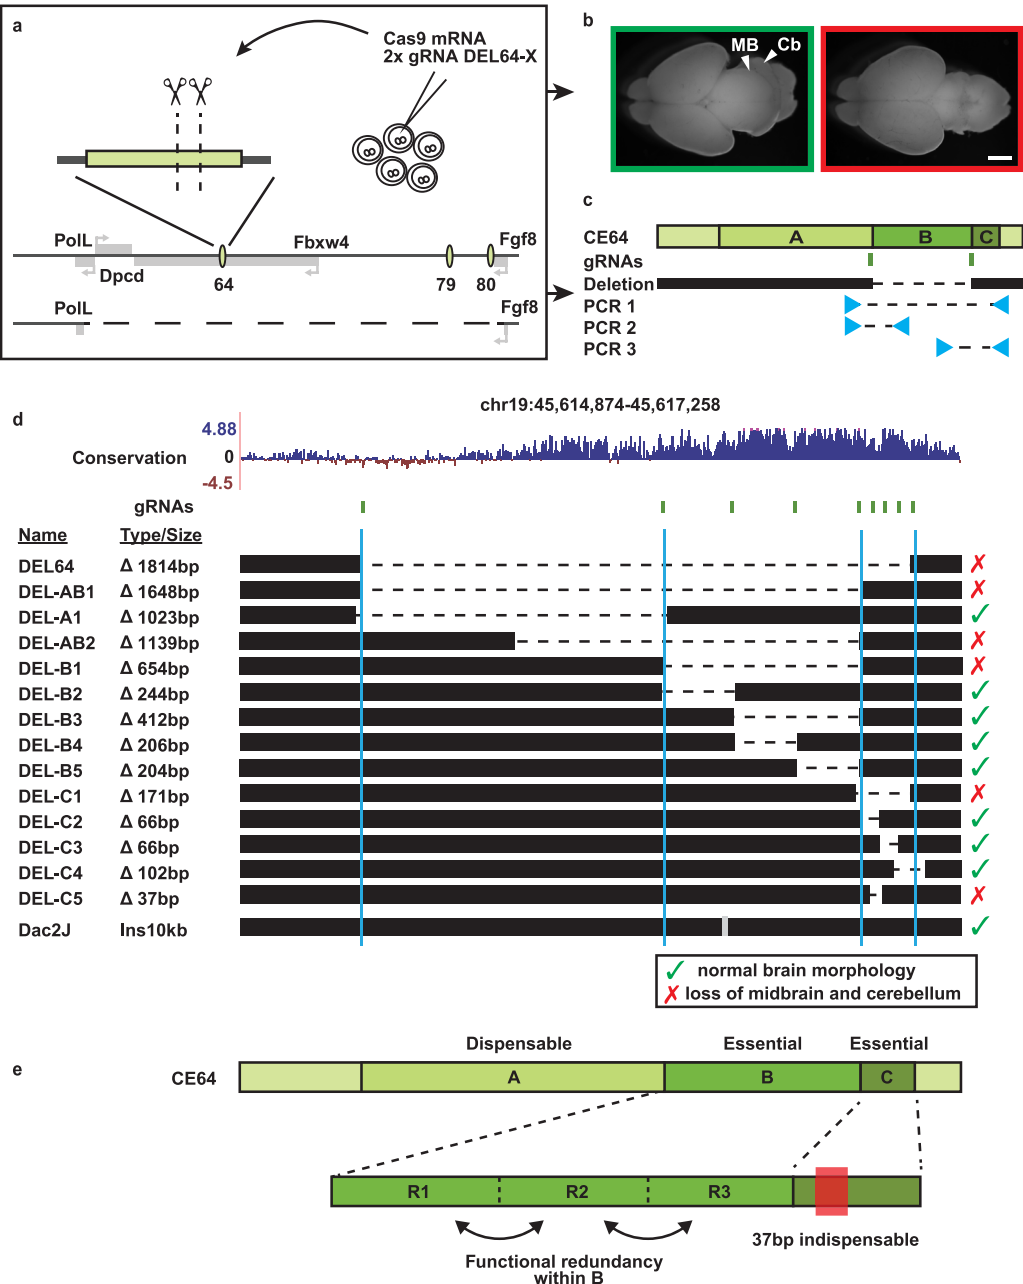 a
Cas9 mRNA
2x gRNA DEL64-X
PolL
Dpcd
Fbxw4
Fgf8
64
79
80
PolL
Fgf8
b
MB
Cb
c
CE64
A
B
C
gRNAs
Deletion
PCR 1
PCR 2
PCR 3
d
chr19:45,614,874-45,617,258
4.88
Conservation
0
-4.5
gRNAs
Name Type/Size
DEL64 Δ 1814bp ✗
DEL-AB1 Δ 1648bp ✗
DEL-A1 Δ 1023bp ✓
DEL-AB2 Δ 1139bp ✗
DEL-B1 Δ 654bp ✗
DEL-B2 Δ 244bp ✓
DEL-B3 Δ 412bp ✓
DEL-B4 Δ 206bp ✓
DEL-B5 Δ 204bp ✓
DEL-C1 Δ 171bp ✗
DEL-C2 Δ 66bp ✓
DEL-C3 Δ 66bp ✓
DEL-C4 Δ 102bp ✓
DEL-C5 Δ 37bp ✗
Dac2J Ins10kb ✓
✓ normal brain morphology
✗ loss of midbrain and cerebellum
e
Dispensable Essential Essential
CE64
A
B
C
R1 R2 R3
37bp indispensable
Functional redundancy
within B